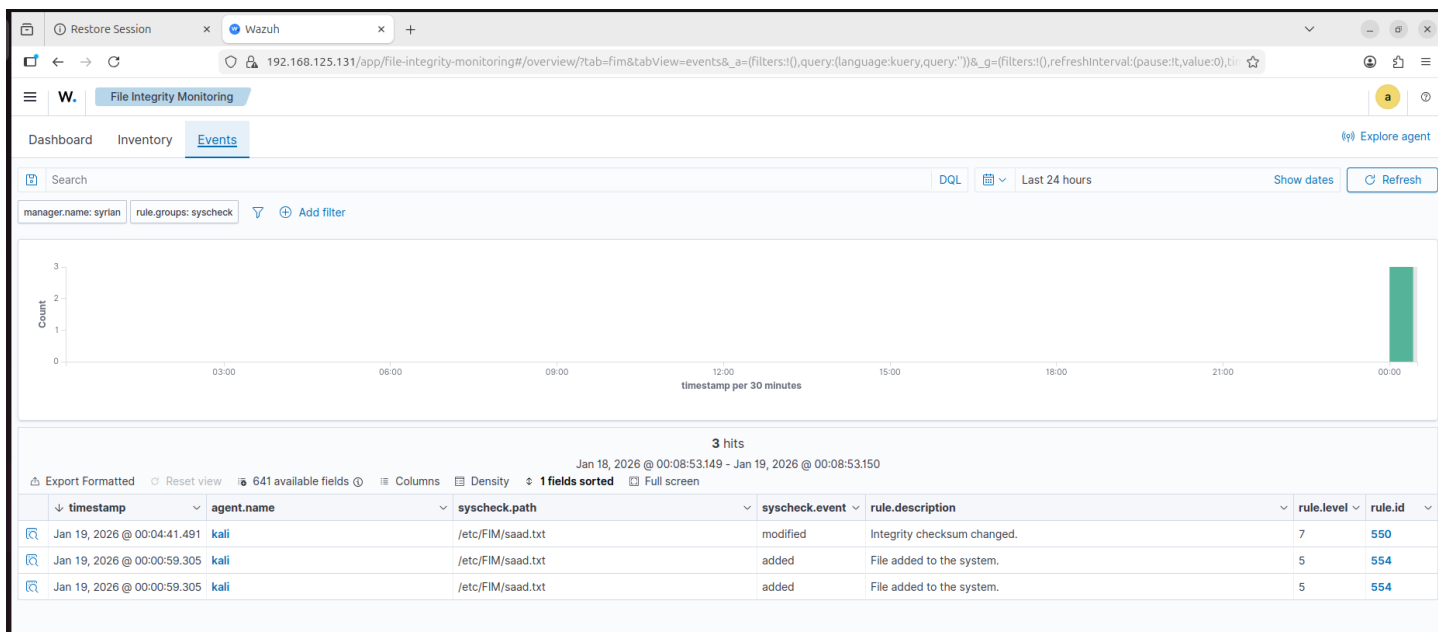 Restore Session
Wazuh
192.168.125.131/app/file-integrity-monitoring#/overview/?tab=fim&tabView=events&_a=(filters:!(),query:(language:kuery,query:''))&_g=(filters:!(),refreshInterval:(pause:!t,value:0),tim
W. File Integrity Monitoring a
Dashboard Inventory Events Explore agent
Search DQL Last 24 hours Show dates Refresh
manager.name: syrlan rule.groups: syscheck Add filter
3
2
1
0
Count
03:00 06:00 09:00 12:00 15:00 18:00 21:00 00:00
timestamp per 30 minutes
3 hits
Jan 18, 2026 @ 00:08:53.149 - Jan 19, 2026 @ 00:08:53.150
Export Formatted Reset view 641 available fields Columns Density 1 fields sorted Full screen
timestamp agent.name syscheck.path syscheck.event rule.description rule.level rule.id
Jan 19, 2026 @ 00:04:41.491 kali /etc/FIM/saad.txt modified Integrity checksum changed. 7 550
Jan 19, 2026 @ 00:00:59.305 kali /etc/FIM/saad.txt added File added to the system. 5 554
Jan 19, 2026 @ 00:00:59.305 kali /etc/FIM/saad.txt added File added to the system. 5 554